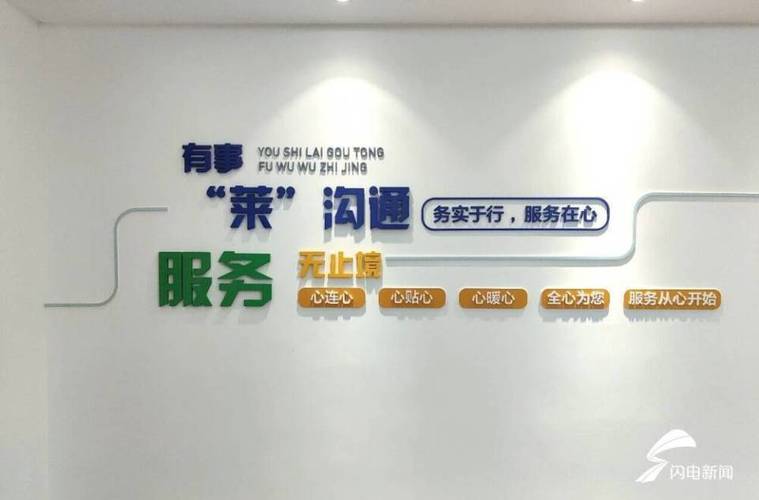 有事
YOU SHI LAI GOU TONG
FU WU WU ZHI JING
“莱”沟通
务实于行，服务在心
服务
无止境
心连心
心贴心
心暖心
全心为您
服务从心开始
闪电新闻